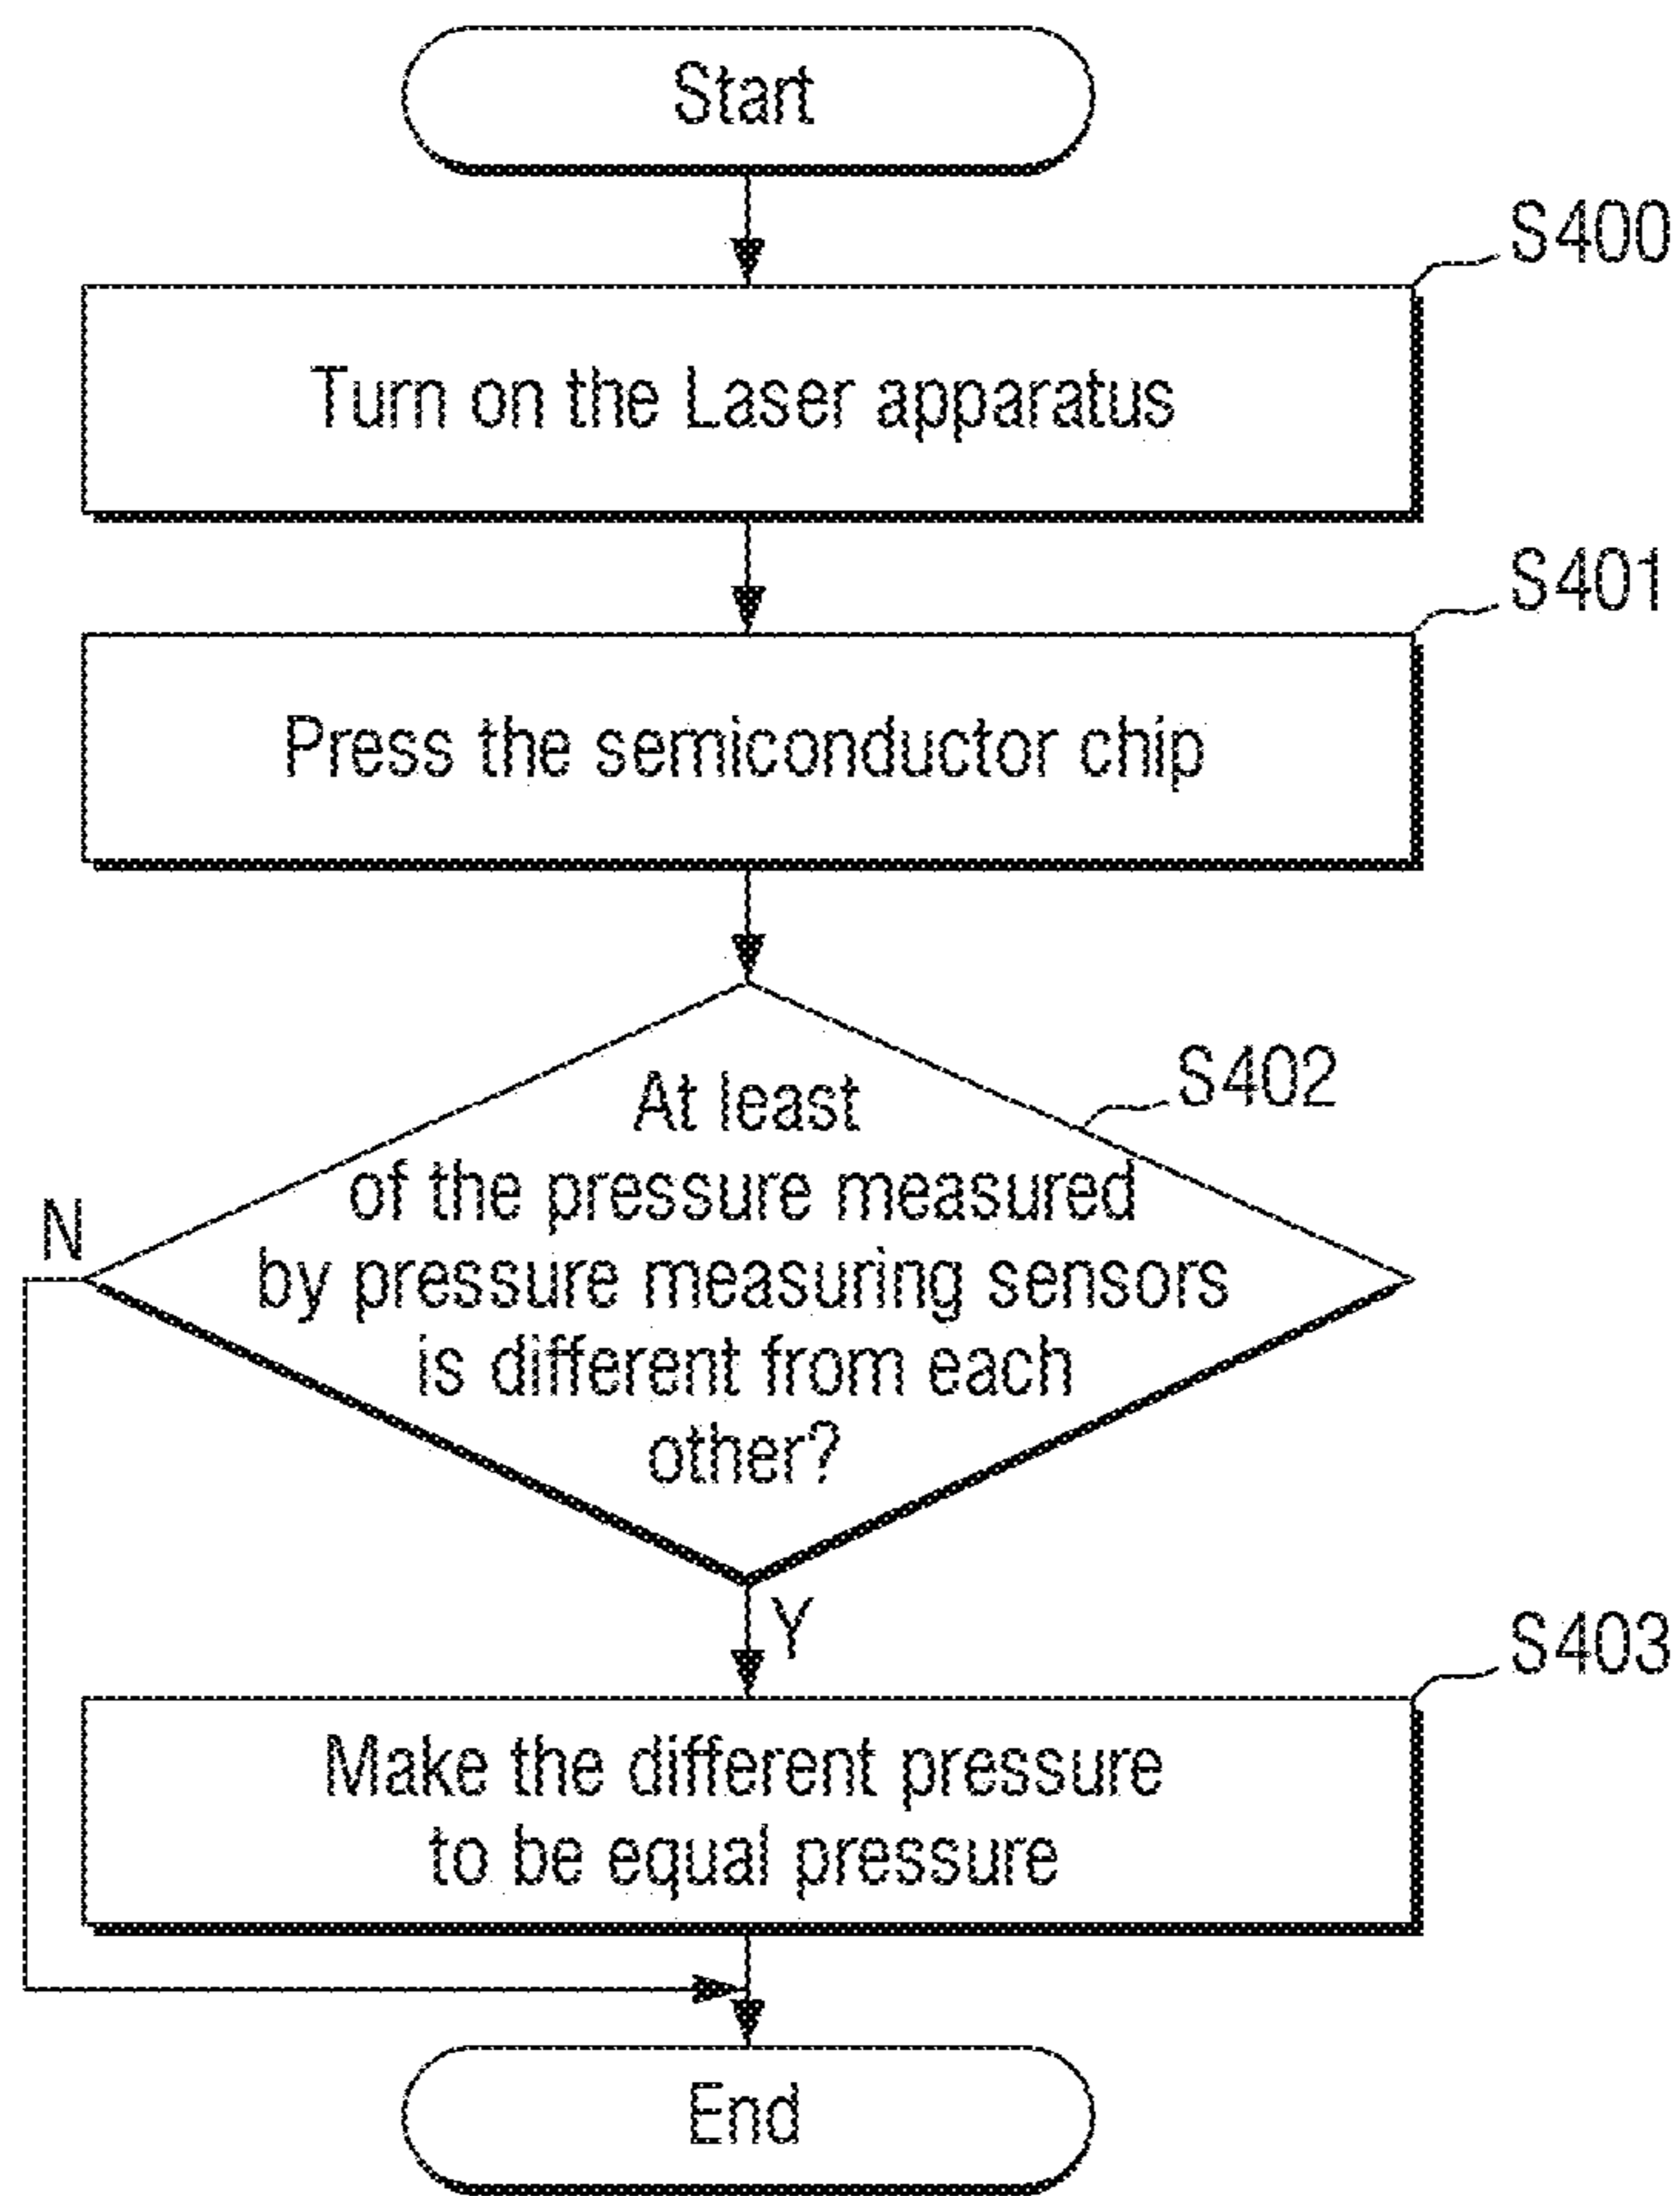 Start
S400
Turn on the Laser apparatus
S401
Press the semiconductor chip
S402
At least
of the pressure measured
by pressure measuring sensors
is different from each
other?
N
Y
S403
Make the different pressure
to be equal pressure
End